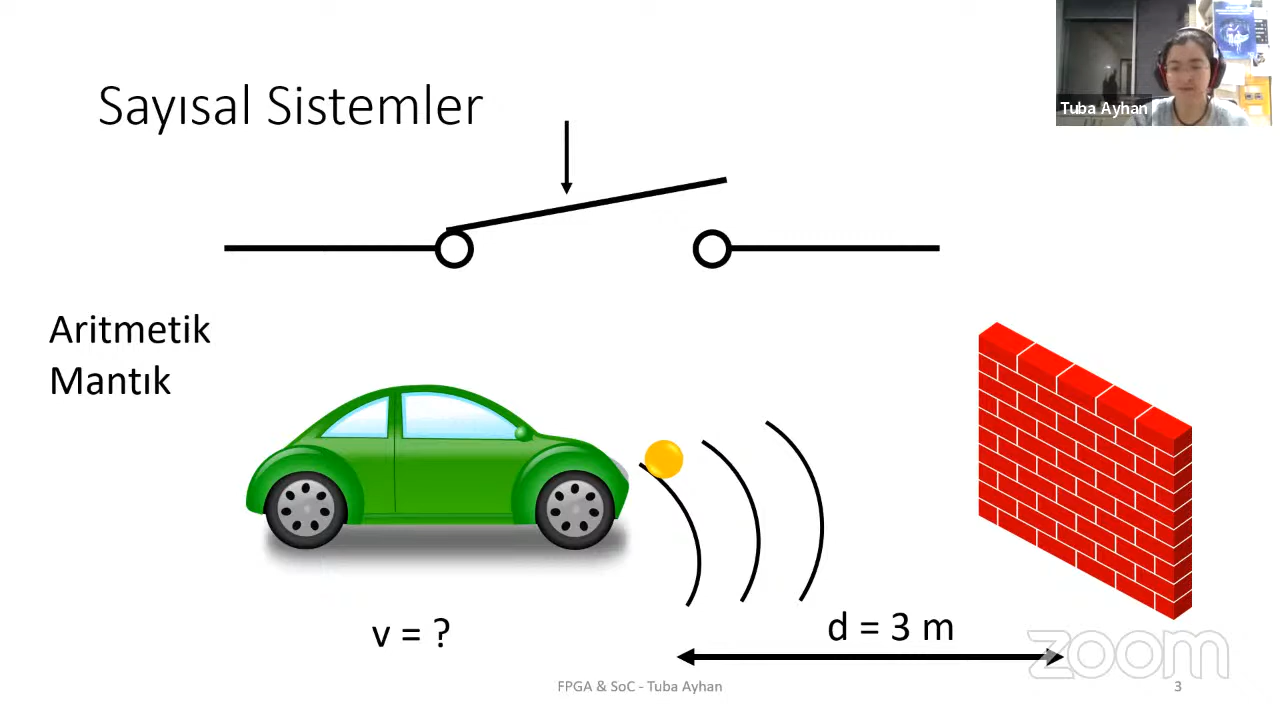 Sayısal Sistemler
Tuba Ayhan
Aritmetik
Mantık
v = ?
d = 3 m
zoom
FPGA & SoC - Tuba Ayhan
3